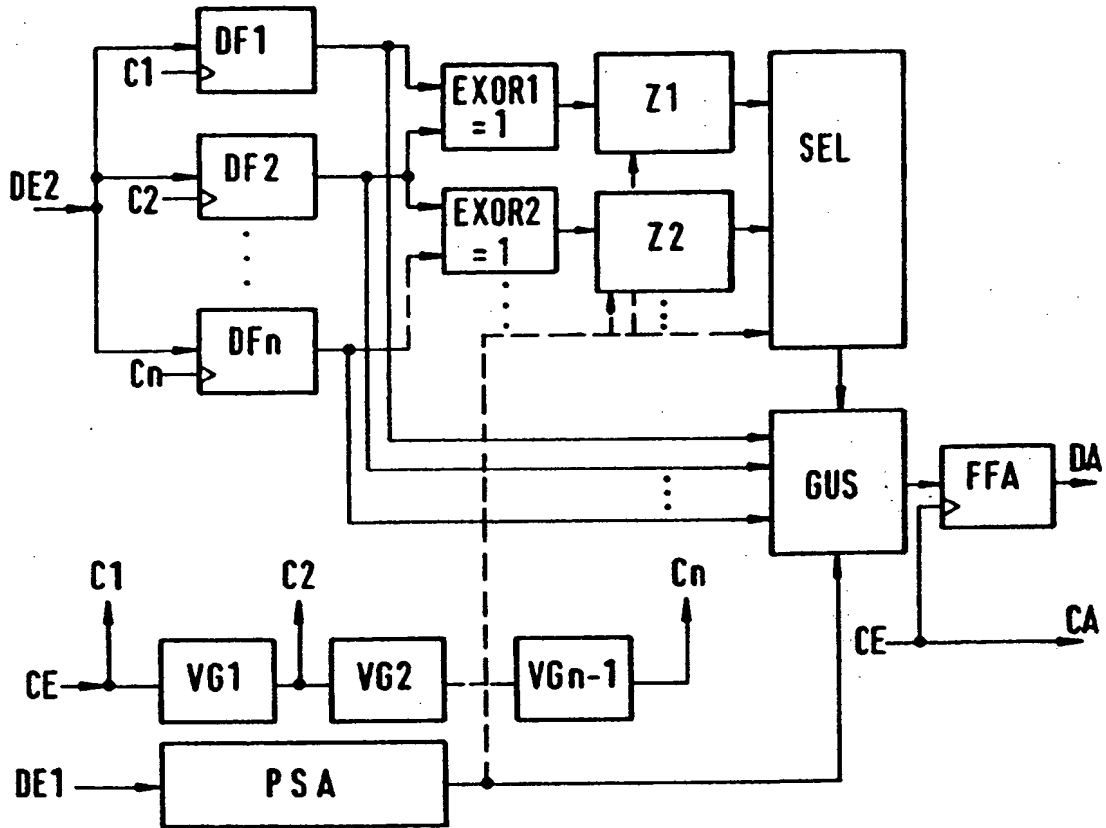 DF1
C1
EXOR1
= 1
Z1
SEL
DE2
DF2
C2
EXOR2
= 1
Z2
DFn
Cn
GUS
FFA
DA
C1
C2
Cn
CE
VG1
VG2
VGn-1
CE
CA
DE1
PSA